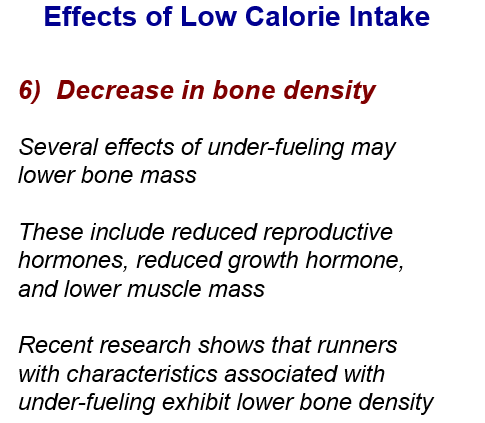 Effects of Low Calorie Intake
6) Decrease in bone density
Several effects of under-fueling may
lower bone mass
These include reduced reproductive
hormones, reduced growth hormone,
and lower muscle mass
Recent research shows that runners
with characteristics associated with
under-fueling exhibit lower bone density